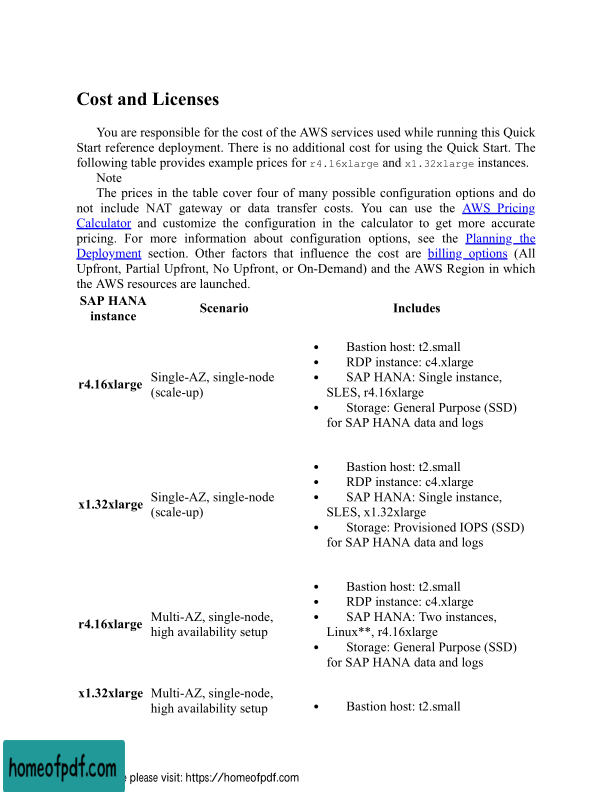 Cost and Licenses
You are responsible for the cost of the AWS services used while running this Quick
Start reference deployment. There is no additional cost for using the Quick Start. The
following table provides example prices for r4.16xlarge and x1.32xlarge instances.
Note
The prices in the table cover four of many possible configuration options and do
not include NAT gateway or data transfer costs. You can use the AWS Pricing
Calculator and customize the configuration in the calculator to get more accurate
pricing. For more information about configuration options, see the Planning the
Deployment section. Other factors that influence the cost are billing options (All
Upfront, Partial Upfront, No Upfront, or On-Demand) and the AWS Region in which
the AWS resources are launched.
SAP HANA
instance
Scenario
Includes
r4.16xlarge
Single-AZ, single-node
(scale-up)
• Bastion host: t2.small
• RDP instance: c4.xlarge
• SAP HANA: Single instance,
SLES, r4.16xlarge
• Storage: General Purpose (SSD)
for SAP HANA data and logs
x1.32xlarge
Single-AZ, single-node
(scale-up)
• Bastion host: t2.small
• RDP instance: c4.xlarge
• SAP HANA: Single instance,
SLES, x1.32xlarge
• Storage: Provisioned IOPS (SSD)
for SAP HANA data and logs
r4.16xlarge
Multi-AZ, single-node,
high availability setup
• Bastion host: t2.small
• RDP instance: c4.xlarge
• SAP HANA: Two instances,
Linux**, r4.16xlarge
• Storage: General Purpose (SSD)
for SAP HANA data and logs
x1.32xlarge
Multi-AZ, single-node,
high availability setup
• Bastion host: t2.small
homeofpdf.com
please visit: https://homeofpdf.com